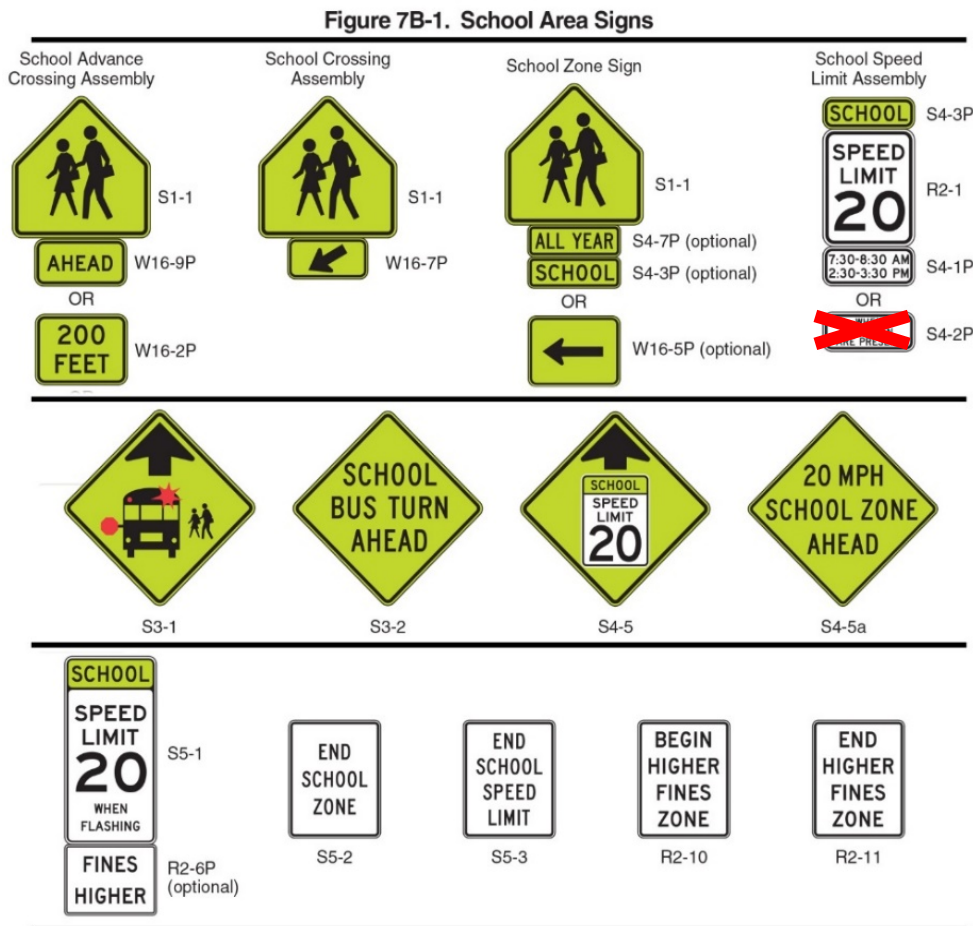 Figure 7B-1. School Area Signs
School Advance
Crossing Assembly
S1-1
AHEAD
W16-9P
OR
200
FEET
W16-2P
School Crossing
Assembly
S1-1
W16-7P
School Zone Sign
S1-1
ALL YEAR
S4-7P (optional)
SCHOOL
S4-3P (optional)
OR
W16-5P (optional)
School Speed
Limit Assembly
SCHOOL
S4-3P
SPEED
LIMIT
20
R2-1
7:30-8:30 AM
2:30-3:30 PM
S4-1P
OR
S4-2P
S3-1
SCHOOL
BUS TURN
AHEAD
S3-2
SCHOOL
SPEED
LIMIT
20
S4-5
20 MPH
SCHOOL ZONE
AHEAD
S4-5a
SCHOOL
SPEED
LIMIT
20
WHEN
FLASHING
S5-1
FINES
HIGHER
R2-6P
(optional)
END
SCHOOL
ZONE
S5-2
END
SCHOOL
SPEED
LIMIT
S5-3
BEGIN
HIGHER
FINES
ZONE
R2-10
END
HIGHER
FINES
ZONE
R2-11